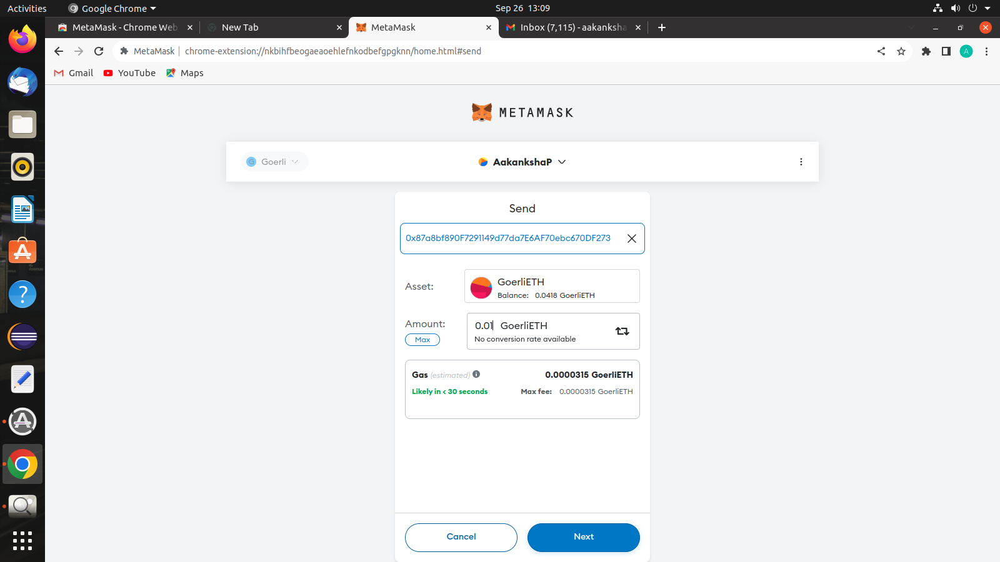 Activities Google Chrome Sep 26 13:09
MetaMask - Chrome Web New Tab MetaMask Inbox (7,115) - aakanksha
MetaMask chrome-extension://nkbihfbeogaeaoehlefnkodbefgpgknn/home.html#send A
Gmail YouTube Maps
METAMASK
G Goerli AakankshaP
Send
0x87a8bf890F7291149d77da7E6AF70ebc670DF273
Asset: GoerliETH
Balance: 0.0418 GoerliETH
Amount: 0.01 GoerliETH
Max No conversion rate available
Gas (estimated) 0.0000315 GoerliETH
Likely in < 30 seconds Max fee: 0.0000315 GoerliETH
Cancel Next